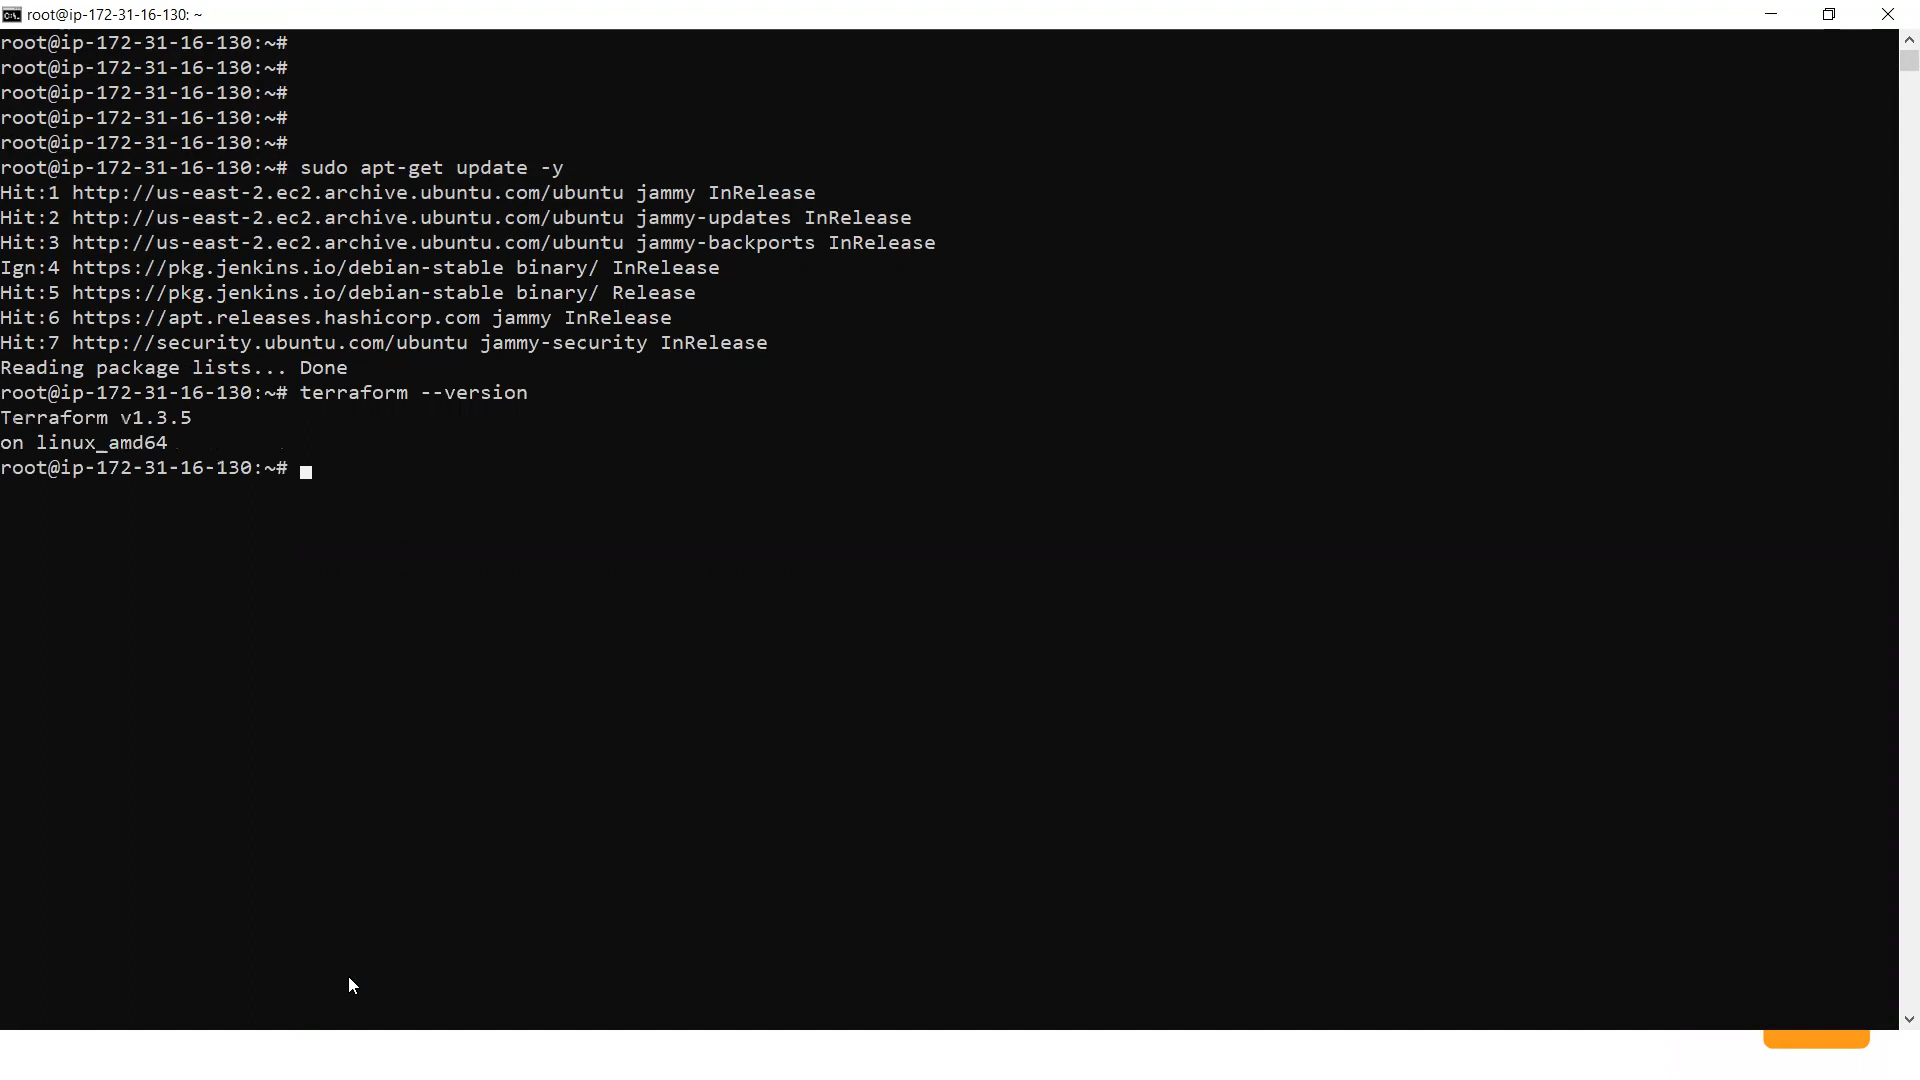 root@ip-172-31-16-130: ~
root@ip-172-31-16-130:~#
root@ip-172-31-16-130:~#
root@ip-172-31-16-130:~#
root@ip-172-31-16-130:~#
root@ip-172-31-16-130:~#
root@ip-172-31-16-130:~# sudo apt-get update -y
Hit:1 http://us-east-2.ec2.archive.ubuntu.com/ubuntu jammy InRelease
Hit:2 http://us-east-2.ec2.archive.ubuntu.com/ubuntu jammy-updates InRelease
Hit:3 http://us-east-2.ec2.archive.ubuntu.com/ubuntu jammy-backports InRelease
Ign:4 https://pkg.jenkins.io/debian-stable binary/ InRelease
Hit:5 https://pkg.jenkins.io/debian-stable binary/ Release
Hit:6 https://apt.releases.hashicorp.com jammy InRelease
Hit:7 http://security.ubuntu.com/ubuntu jammy-security InRelease
Reading package lists... Done
root@ip-172-31-16-130:~# terraform --version
Terraform v1.3.5
on linux_amd64
root@ip-172-31-16-130:~#